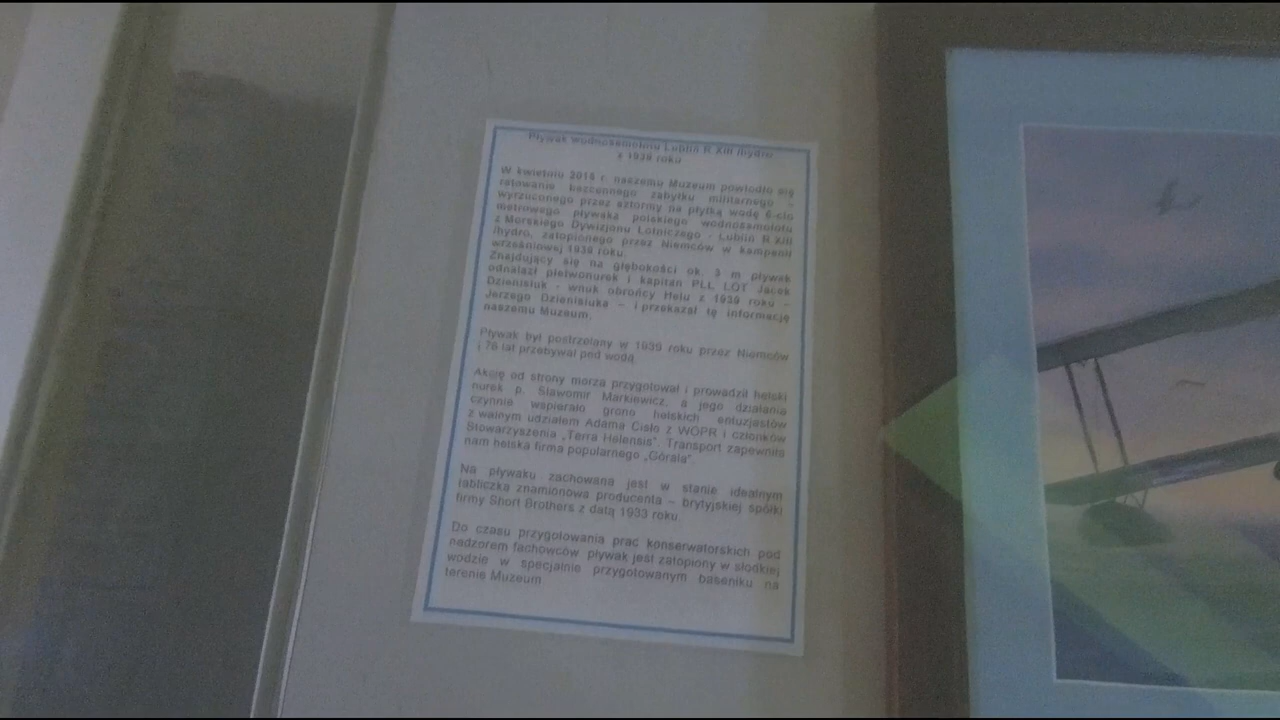 Pływak wodnosamolotu Lublin R XIII /hydro
z 1939 roku
W kwietniu 2015 r. naszemu Muzeum powiodło się
ratowanie bezcennego zabytku militarnego –
wyrzuconego przez sztormy na płytką wodę 6-cio
metrowego pływaka polskiego wodnosamolotu
z Morskiego Dywizjonu Lotniczego - Lublin R XIII
/hydro, zatopionego przez Niemców w kampanii
wrześniowej 1939 roku.
Znajdujący się na głębokości ok. 3 m pływak
odnalazł płetwonurek i kapitan PLL LOT Jacek
Dzienisiuk - wnuk obrońcy Helu z 1939 roku –
Jerzego Dzienisiuka – i przekazał tę informację
naszemu Muzeum.
Pływak był postrzelany w 1939 roku przez Niemców
i 76 lat przebywał pod wodą.
Akcję od strony morza przygotował i prowadził helski
nurek p. Sławomir Markiewicz, a jego działania
czynnie wspierało grono helskich entuzjastów
z walnym udziałem Adama Cisło z WOPR i członków
Stowarzyszenia „Terra Helensis”. Transport zapewniła
nam helska firma popularnego „Górala”.
Na pływaku zachowana jest w stanie idealnym
tabliczka znamionowa producenta – brytyjskiej spółki
firmy Short Brothers z datą 1933 roku.
Do czasu przygotowania prac konserwatorskich pod
nadzorem fachowców pływak jest zatopiony w słodkiej
wodzie w specjalnie przygotowanym baseniku na
terenie Muzeum